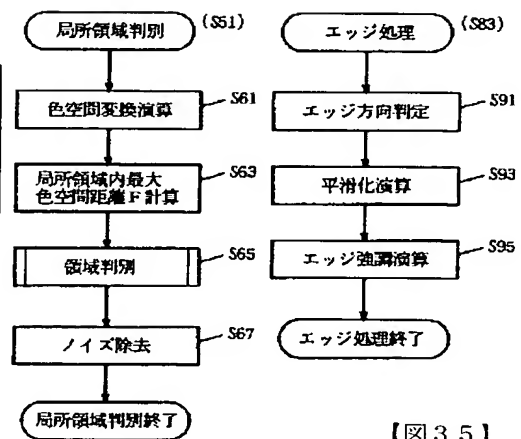 局所領域判別
(S51)
色空間変換演算
S61
局所領域内最大
色空間距離F計算
S63
領域判別
S65
ノイズ除去
S67
局所領域判別終了
エッジ処理
(S83)
エッジ方向判定
S91
平滑化演算
S93
エッジ強調演算
S95
エッジ処理終了
【図35】